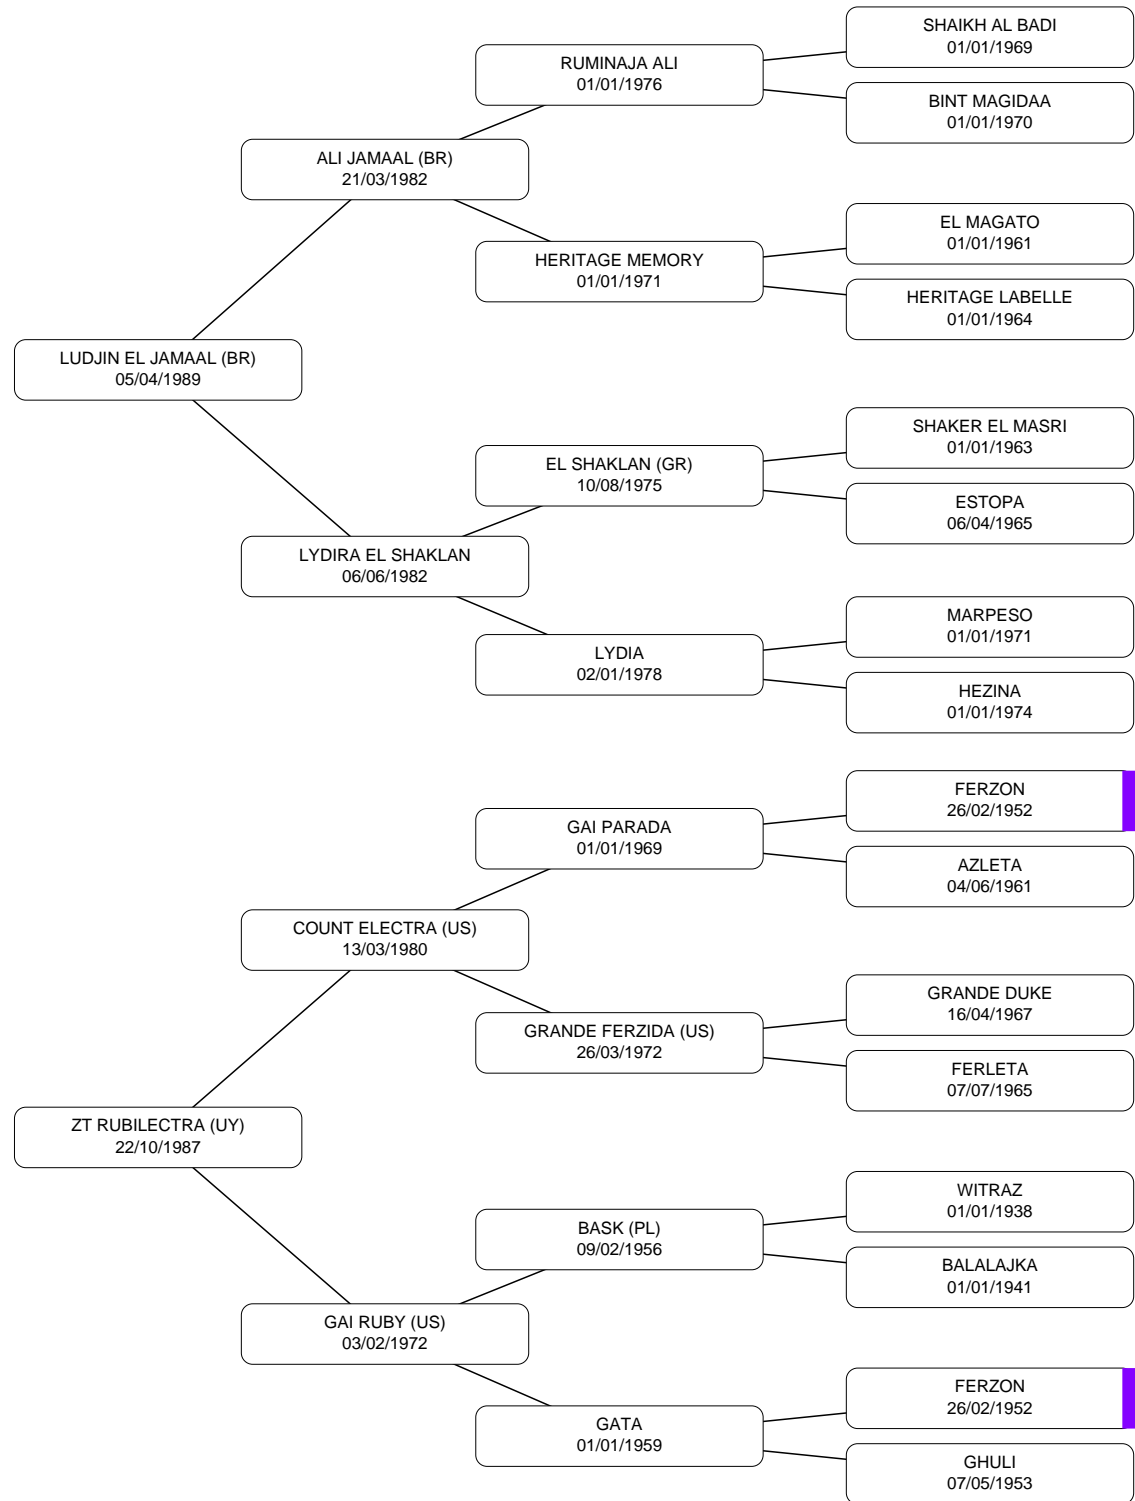 SHAIKH AL BADI
01/01/1969
RUMINAJA ALI
01/01/1976
BINT MAGIDAA
01/01/1970
ALI JAMAAL (BR)
21/03/1982
EL MAGATO
01/01/1961
HERITAGE MEMORY
01/01/1971
HERITAGE LABELLE
01/01/1964
LUDJIN EL JAMAAL (BR)
05/04/1989
SHAKER EL MASRI
01/01/1963
EL SHAKLAN (GR)
10/08/1975
ESTOPA
06/04/1965
LYDIRA EL SHAKLAN
06/06/1982
MARPESO
01/01/1971
LYDIA
02/01/1978
HEZINA
01/01/1974
FERZON
26/02/1952
GAI PARADA
01/01/1969
AZLETA
04/06/1961
COUNT ELECTRA (US)
13/03/1980
GRANDE DUKE
16/04/1967
GRANDE FERZIDA (US)
26/03/1972
FERLETA
07/07/1965
ZT RUBILECTRA (UY)
22/10/1987
WITRAZ
01/01/1938
BASK (PL)
09/02/1956
BALALAJKA
01/01/1941
GAI RUBY (US)
03/02/1972
FERZON
26/02/1952
GATA
01/01/1959
GHULI
07/05/1953